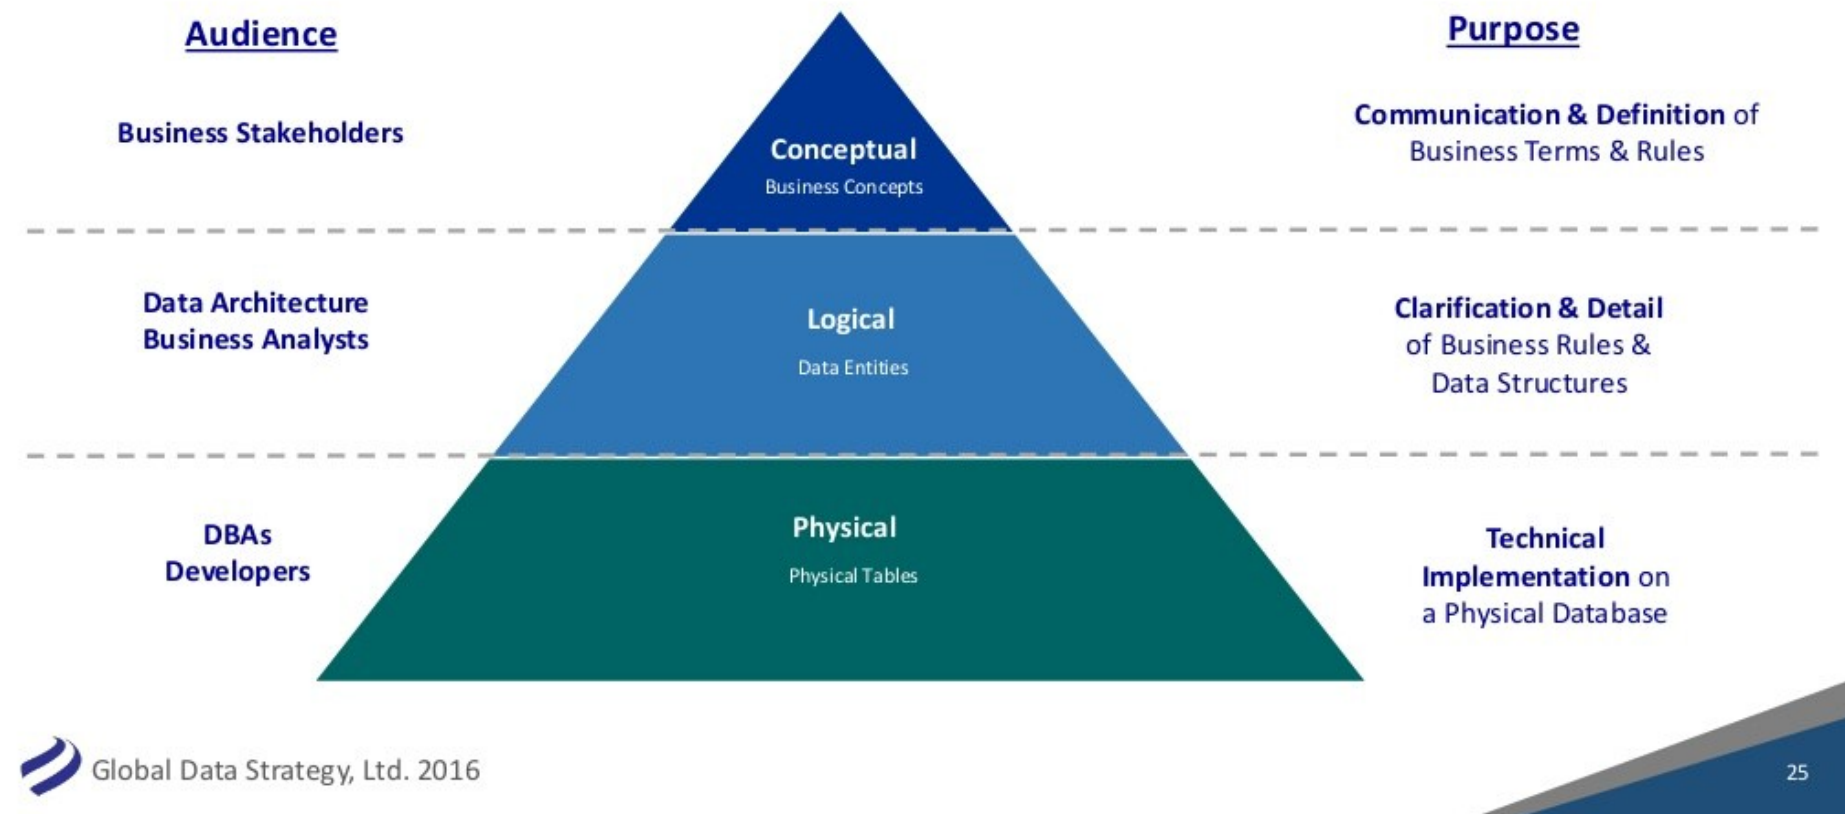 Audience
Purpose
Business Stakeholders
Conceptual
Business Concepts
Communication & Definition of
Business Terms & Rules
Data Architecture
Business Analysts
Logical
Data Entities
Clarification & Detail
of Business Rules &
Data Structures
DBAs
Developers
Physical
Physical Tables
Technical
Implementation on
a Physical Database
Global Data Strategy, Ltd. 2016
25